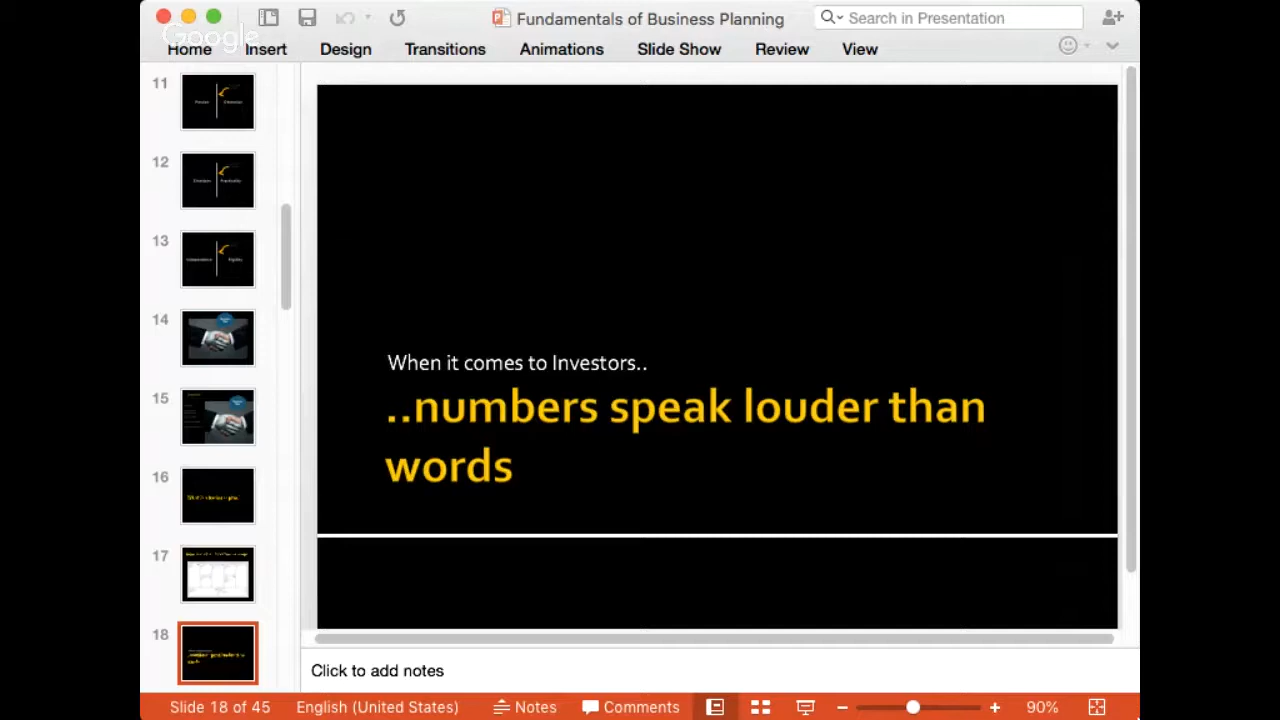 Fundamentals of Business Planning
Search in Presentation
Google
Home Insert Design Transitions Animations Slide Show Review View
11
12
13
14
15
16
17
18
When it comes to Investors..
..numbers speak louder than
words
Click to add notes
Slide 18 of 45 English (United States) Notes Comments 90%